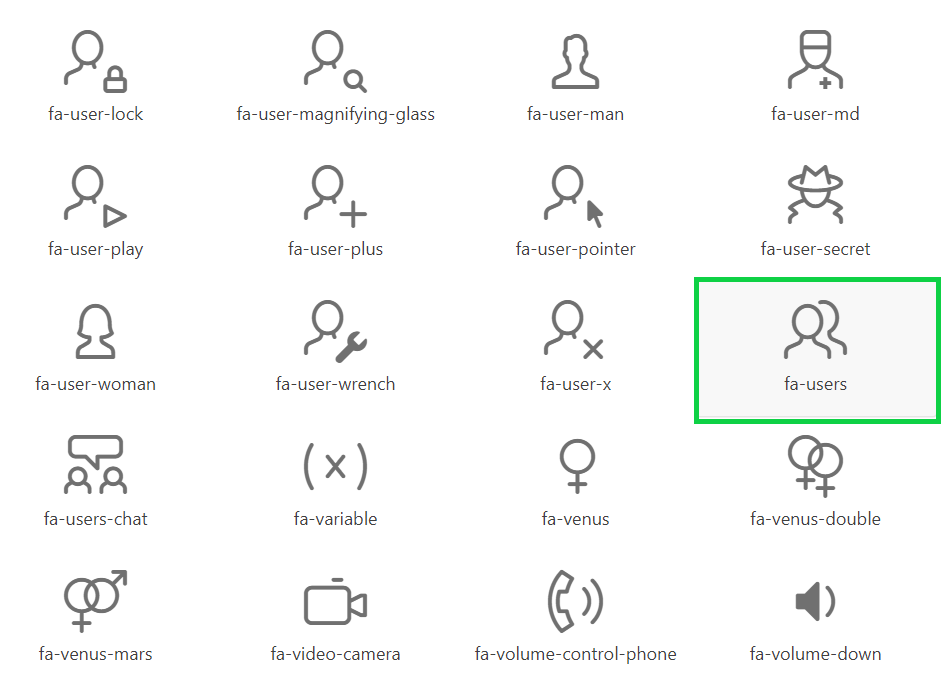 fa-user-lock
fa-user-magnifying-glass
fa-user-man
fa-user-md
fa-user-play
fa-user-plus
fa-user-pointer
fa-user-secret
fa-user-woman
fa-user-wrench
fa-user-x
fa-users
fa-users-chat
(x)
fa-variable
fa-venus
fa-venus-double
fa-venus-mars
fa-video-camera
fa-volume-control-phone
fa-volume-down